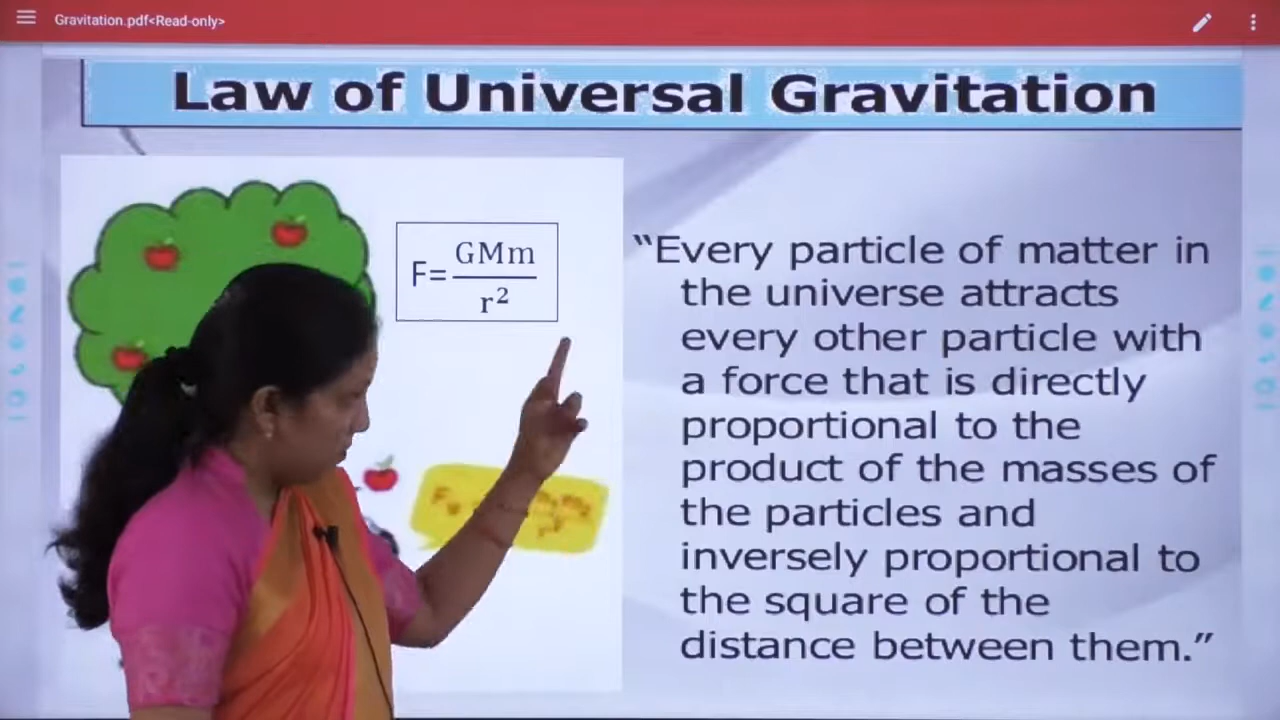 Gravitation.pdf<Read-only>
Law of Universal Gravitation
F=GMm/r²
“Every particle of matter in
the universe attracts
every other particle with
a force that is directly
proportional to the
product of the masses of
the particles and
inversely proportional to
the square of the
distance between them.”